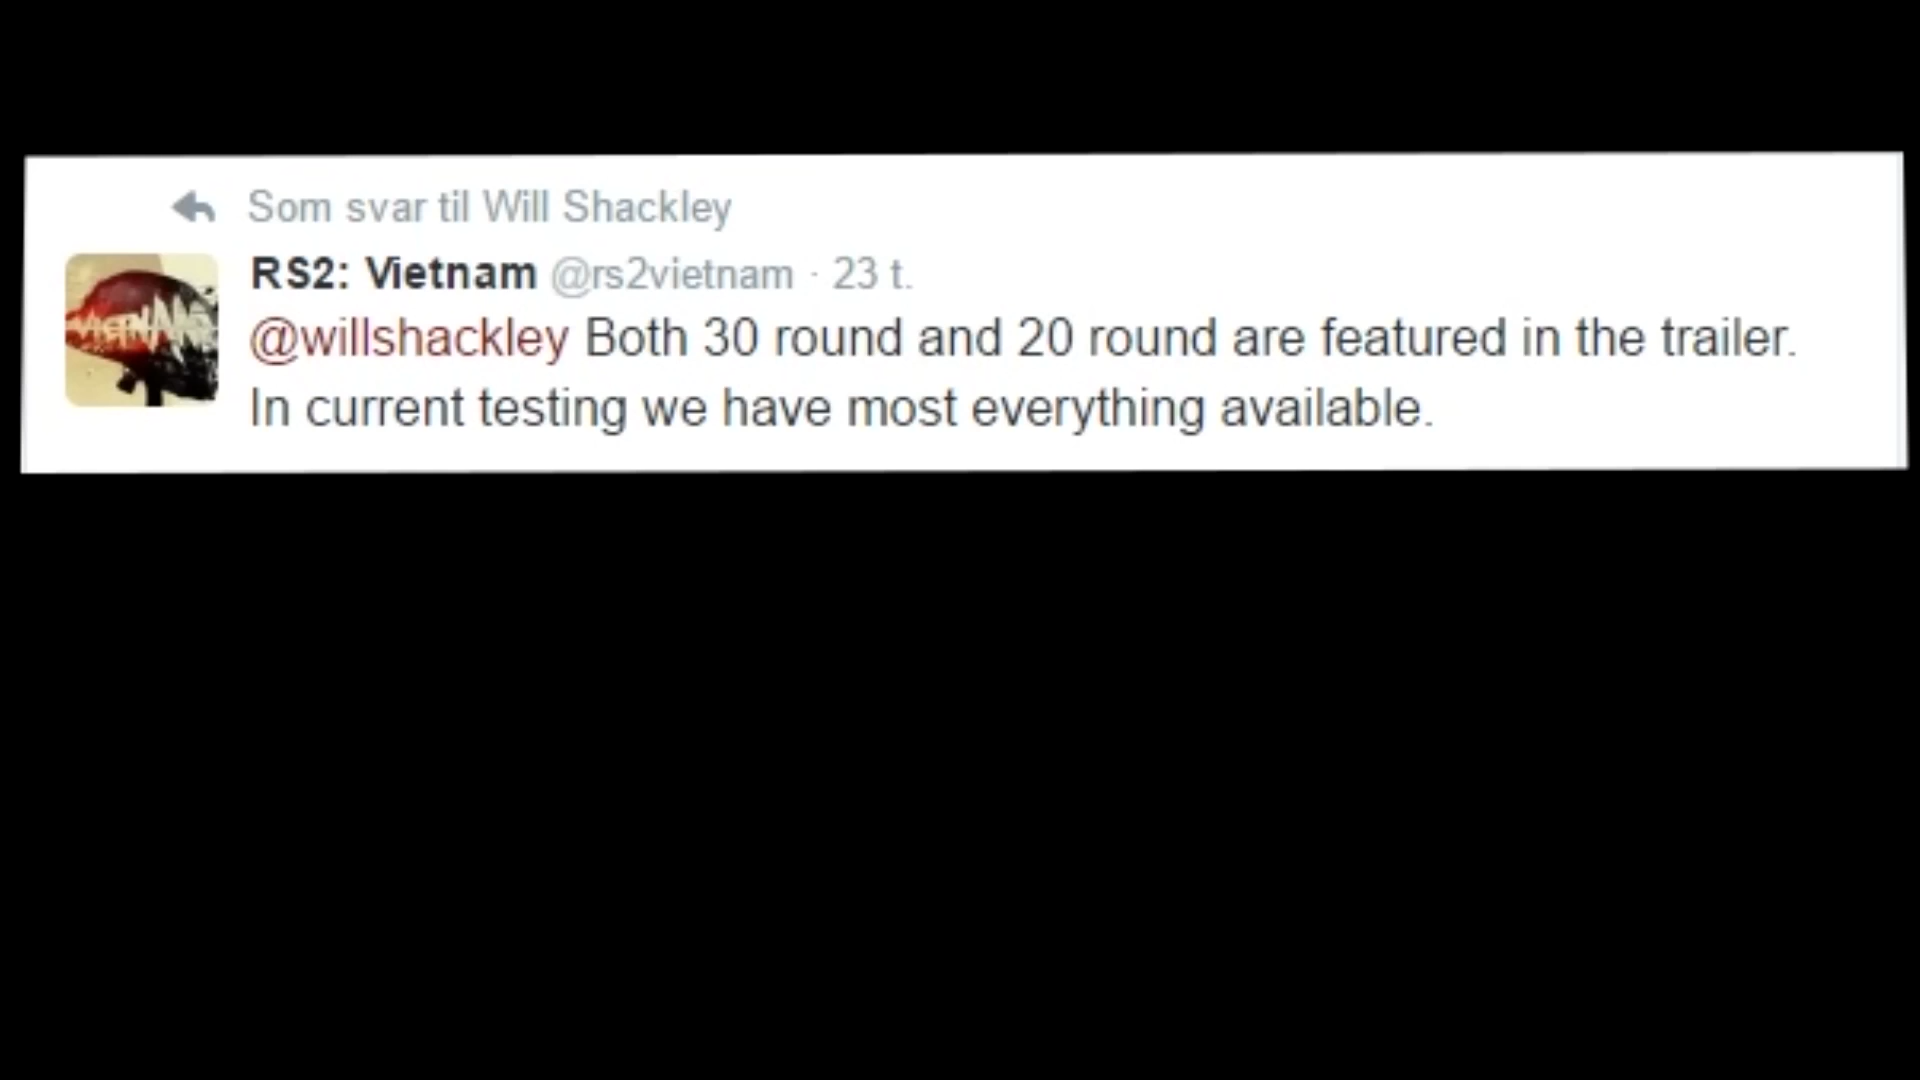 Som svar til Will Shackley
RS2: Vietnam @rs2vietnam · 23 t.
@willshackley Both 30 round and 20 round are featured in the trailer.
In current testing we have most everything available.
VIETNAM